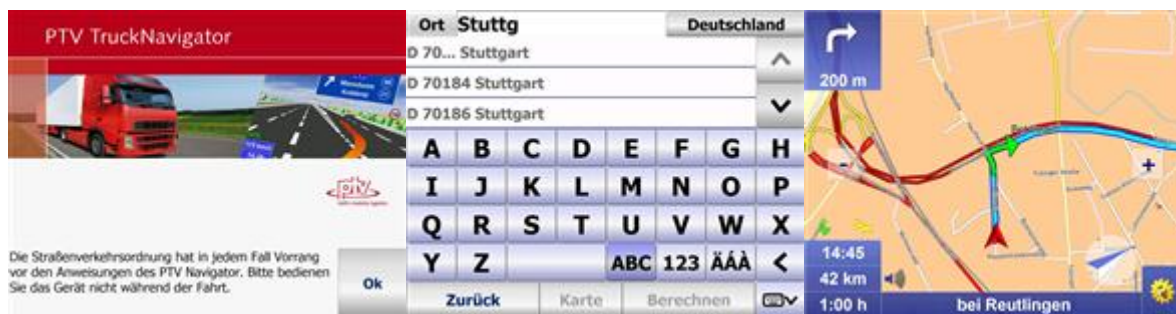 PTV TruckNavigator
ptv
Die Straßenverkehrsordnung hat in jedem Fall Vorrang
vor den Anweisungen des PTV Navigator. Bitte bedienen
Sie das Gerät nicht während der Fahrt.
Ok
Ort Stuttg Deutschland
D 70... Stuttgart
D 70184 Stuttgart
D 70186 Stuttgart
A B C D E F G H
I J K L M N O P
Q R S T U V W X
Y Z ABC 123 ÄÁÀ <
Zurück Karte Berechnen
200 m
- +
14:45
42 km
1:00 h bei Reutlingen